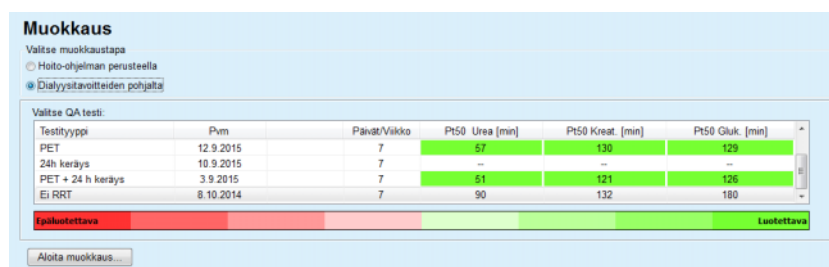 Muokkaus
Valitse muokkaustapa
Hoito-ohjelman perusteella
Dialyysitavoitteiden pohjalta
Valitse QA testi:
Testityyppi Pvm Päivät/Viikko Pt50 Urea [min] Pt50 Kreat. [min] Pt50 Gluk. [min]
PET 12.9.2015 7 57 130 129
24h keräys 10.9.2015 7 -- -- --
PET + 24 h keräys 3.9.2015 7 51 121 126
Ei RRT 8.10.2014 7 90 132 180
Epäluotettava Luotettava
Aloita muokkaus...